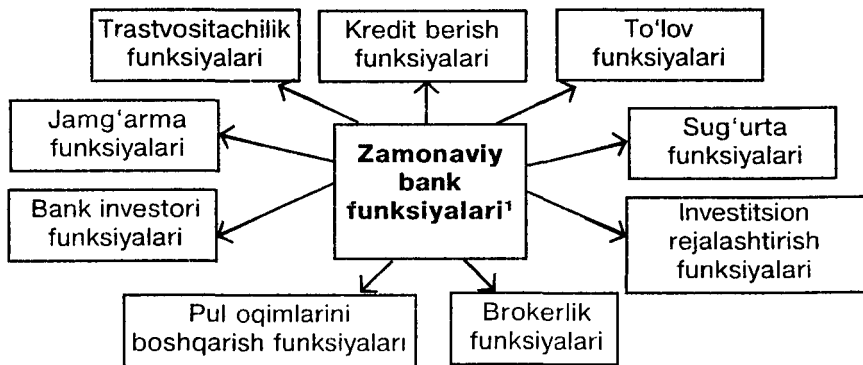 Trastvositachilik
funksiyalari
Kredit berish
funksiyalari
To‘lov
funksiyalari
Jamg‘arma
funksiyalari
Zamonaviy
bank
funksiyalari¹
Sug‘urta
funksiyalari
Bank investori
funksiyalari
Investitsion
rejalashtirish
funksiyalari
Pul oqimlarini
boshqarish funksiyaları
Brokerlik
funksiyalari